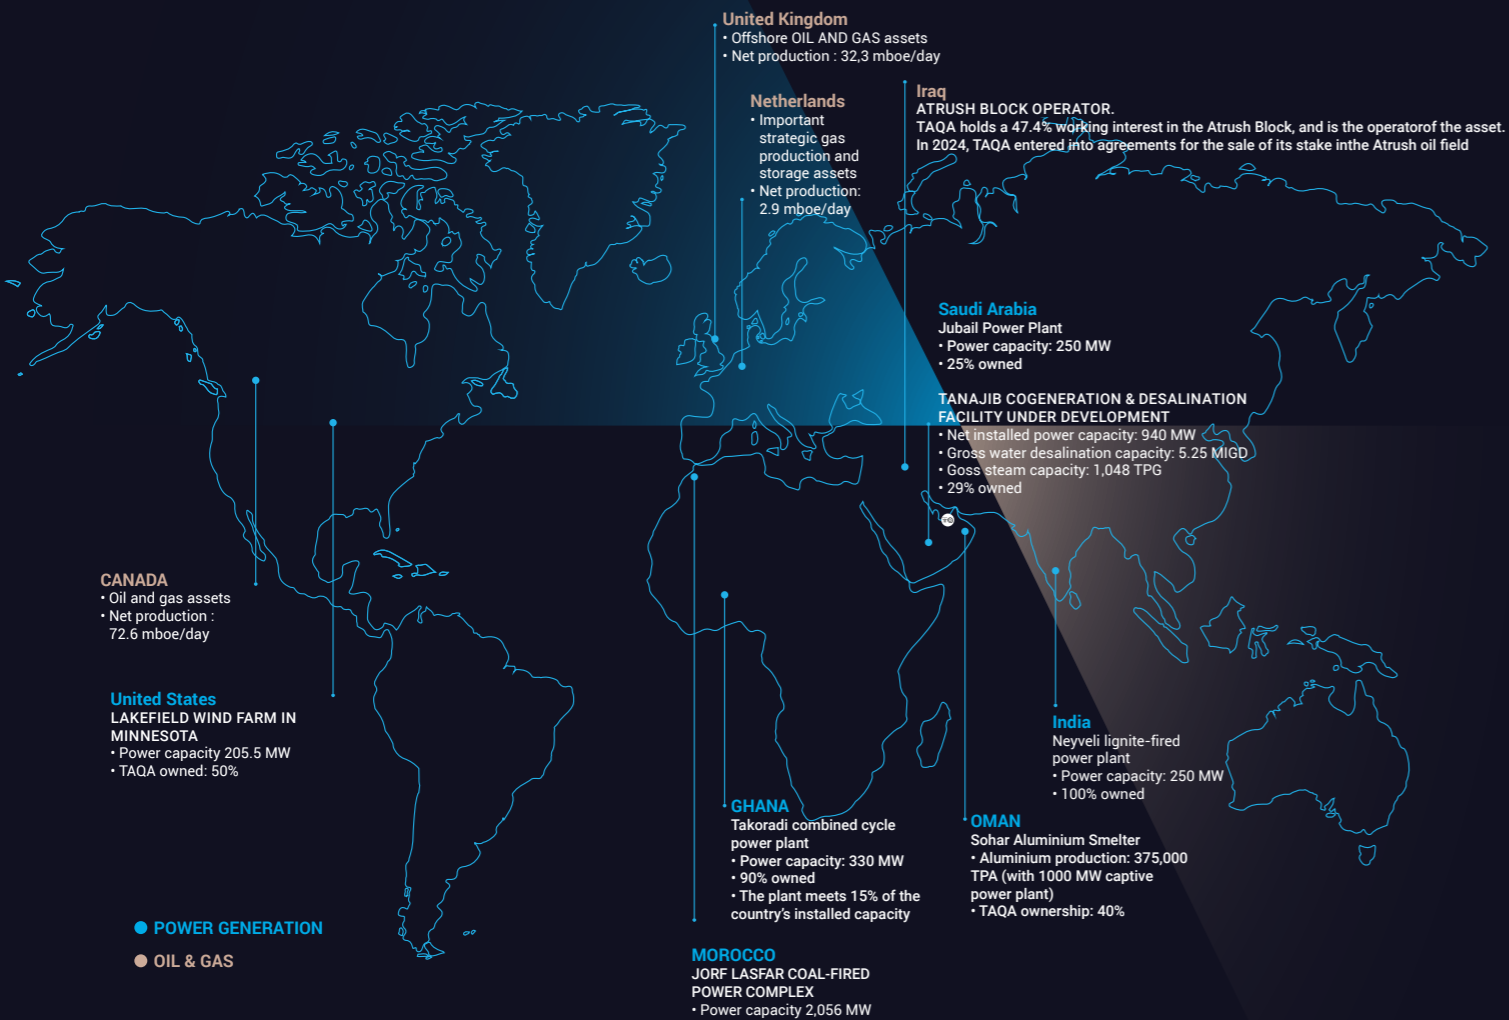 United Kingdom
• Offshore OIL AND GAS assets
• Net production : 32,3 mboe/day
Netherlands
• Important
strategic gas
production and
storage assets
• Net production:
2.9 mboe/day
Iraq
ATRUSH BLOCK OPERATOR.
TAQA holds a 47.4% working interest in the Atrush Block, and is the operatorof the asset.
In 2024, TAQA entered into agreements for the sale of its stake inthe Atrush oil field
Saudi Arabia
Jubail Power Plant
• Power capacity: 250 MW
• 25% owned
TANAJIB COGENERATION & DESALINATION
FACILITY UNDER DEVELOPMENT
• Net installed power capacity: 940 MW
• Gross water desalination capacity: 5.25 MIGD
• Goss steam capacity: 1,048 TPG
• 29% owned
CANADA
• Oil and gas assets
• Net production :
72.6 mboe/day
United States
LAKEFIELD WIND FARM IN
MINNESOTA
• Power capacity 205.5 MW
• TAQA owned: 50%
India
Neyveli lignite-fired
power plant
• Power capacity: 250 MW
• 100% owned
GHANA
Takoradi combined cycle
power plant
• Power capacity: 330 MW
• 90% owned
• The plant meets 15% of the
country's installed capacity
OMAN
Sohar Aluminium Smelter
• Aluminium production: 375,000
TPA (with 1000 MW captive
power plant)
• TAQA ownership: 40%
MOROCCO
JORF LASFAR COAL-FIRED
POWER COMPLEX
• Power capacity 2,056 MW
POWER GENERATION
OIL & GAS